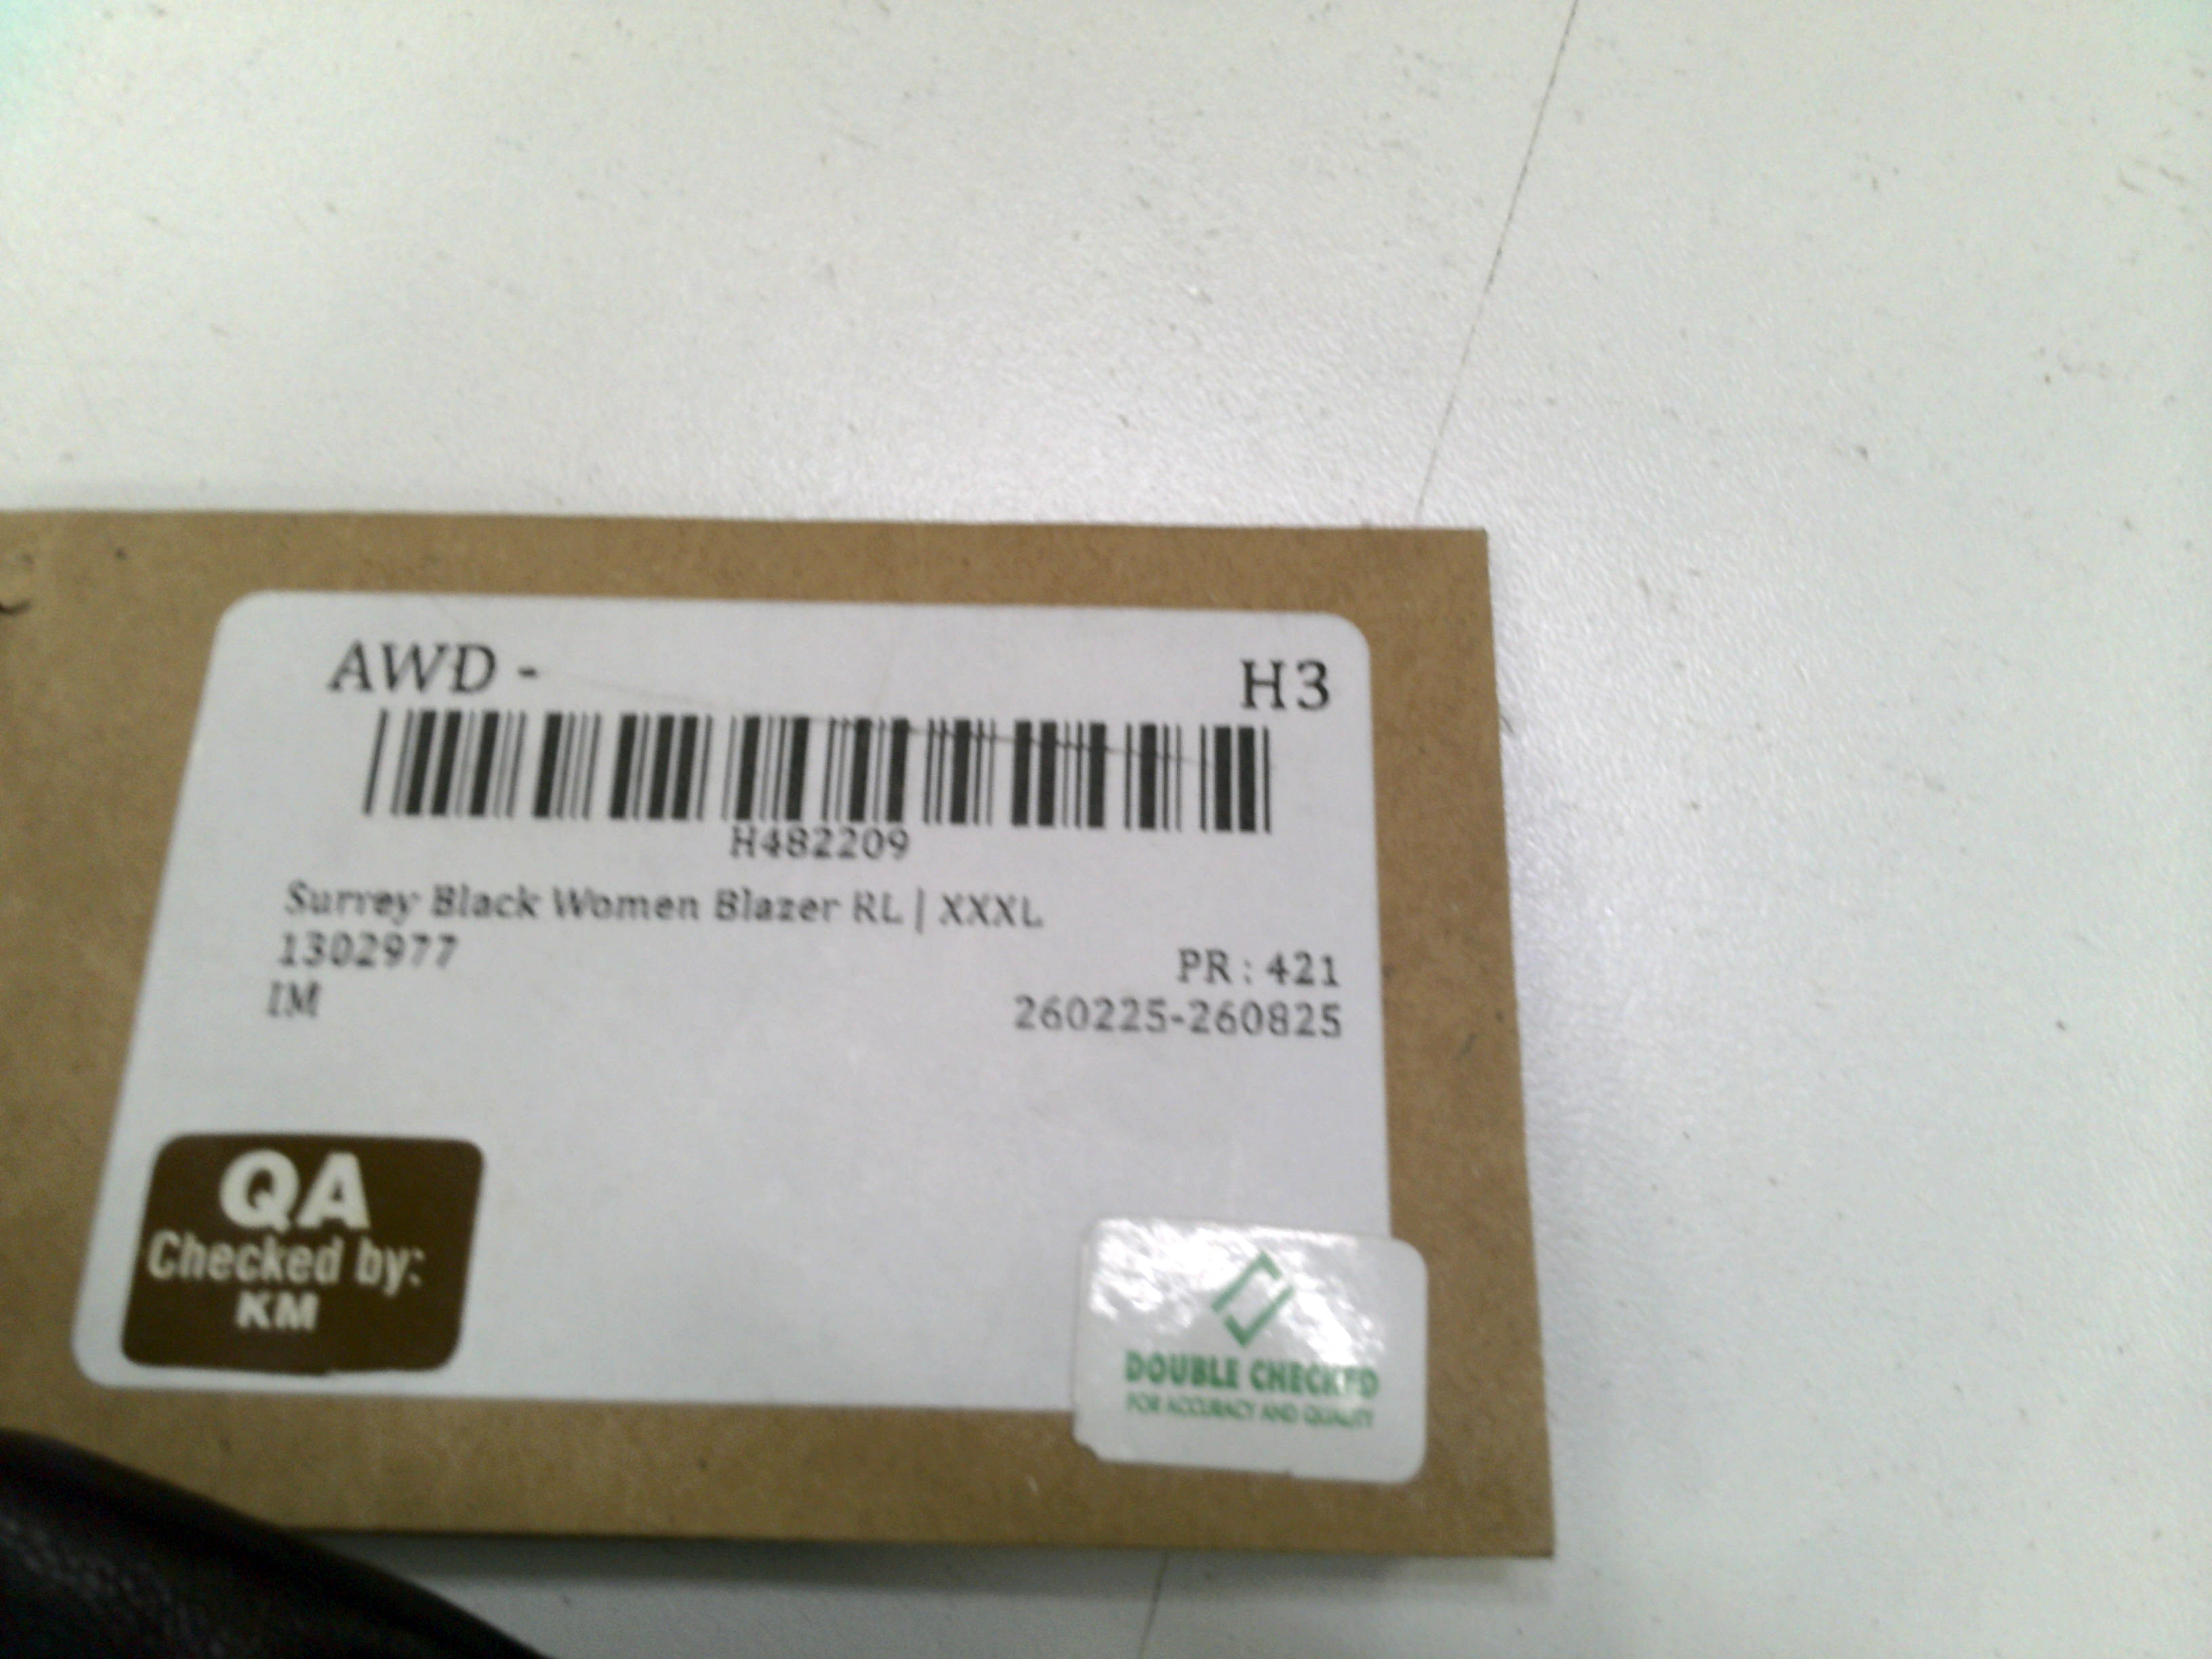 AWD - H3
H482209
Surrey Black Women Blazer RL | XXXL
1302977 PR : 421
IM 260225-260825
QA
Checked by:
KM
DOUBLE CHECKED
FOR ACCURACY AND QUALITY